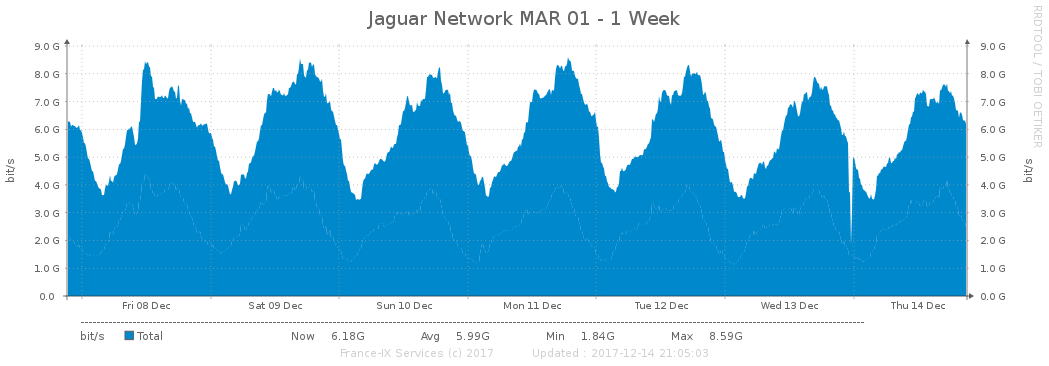 Jaguar Network MAR 01 - 1 Week
RRDTOOL / TOBI OETIKER
bit/s
bit/s
9.0 G 9.0 G
8.0 G 8.0 G
7.0 G 7.0 G
6.0 G 6.0 G
5.0 G 5.0 G
4.0 G 4.0 G
3.0 G 3.0 G
2.0 G 2.0 G
1.0 G 1.0 G
0.0 0.0 G
Fri 08 Dec Sat 09 Dec Sun 10 Dec Mon 11 Dec Tue 12 Dec Wed 13 Dec Thu 14 Dec
bit/s Total Now 6.18G Avg 5.99G Min 1.84G Max 8.59G
France-IX Services (c) 2017 Updated : 2017-12-14 21:05:03